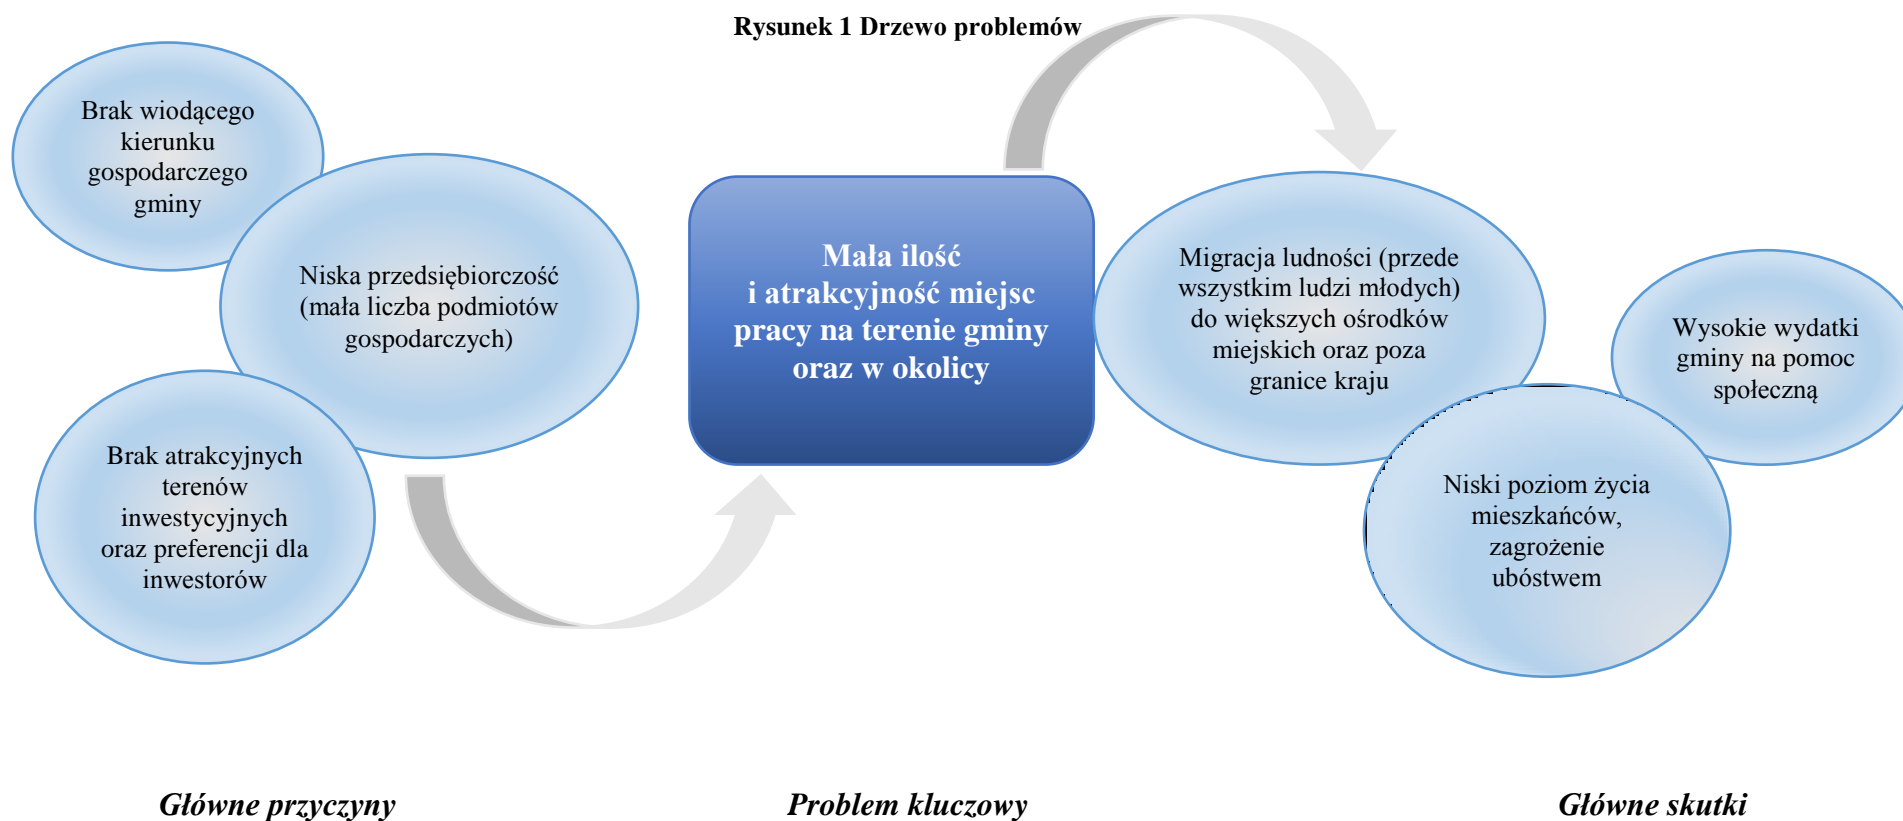 Rysunek 1 Drzewo problemów
Brak wiodącego
kierunku
gospodarczego
gminy
Niska przedsiębiorczość
(mała liczba podmiotów
gospodarczych)
Brak atrakcyjnych
terenów
inwestycyjnych
oraz preferencji dla
inwestorów
Mała ilość
i atrakcyjność miejsc
pracy na terenie gminy
oraz w okolicy
Migracja ludności (przede
wszystkim ludzi młodych)
do większych ośrodków
miejskich oraz poza
granice kraju
Wysokie wydatki
gminy na pomoc
społeczną
Niski poziom życia
mieszkańców,
zagrożenie
ubóstwem
Główne przyczyny
Problem kluczowy
Główne skutki